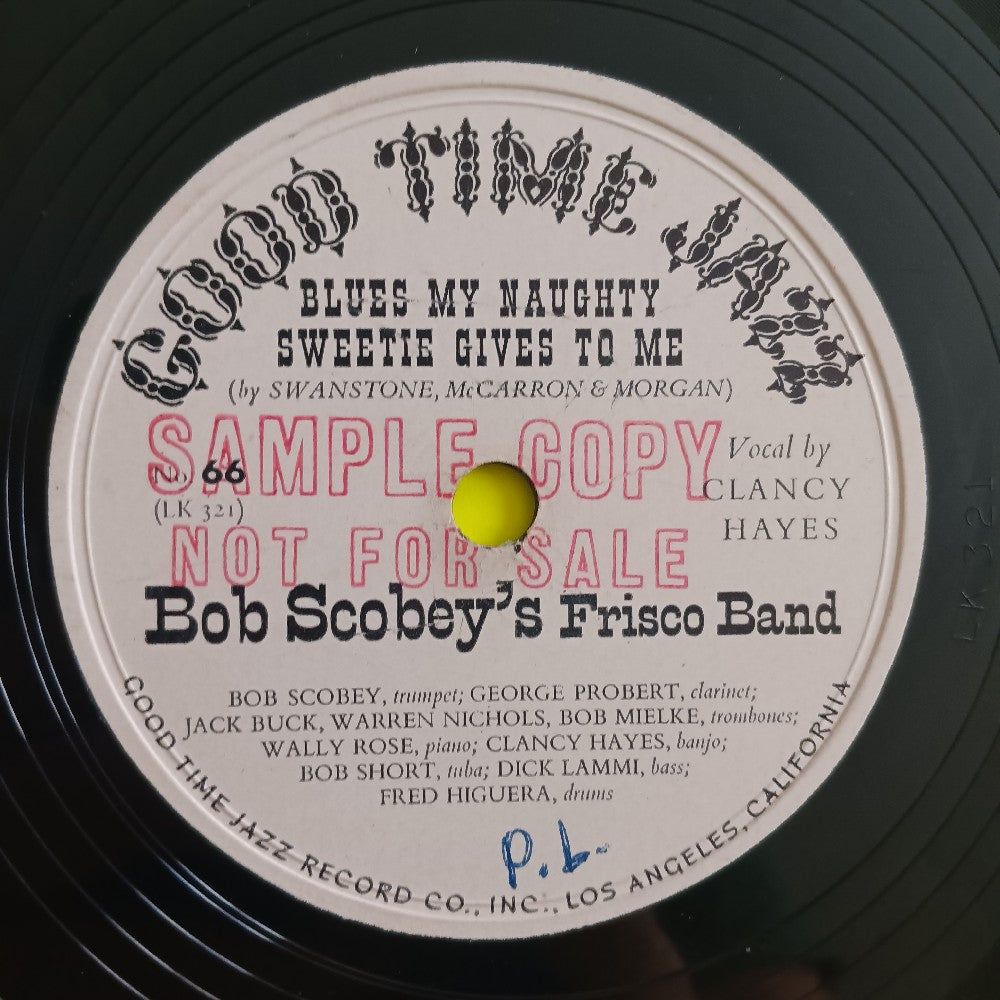 GOOD TIME JAZZ
BLUES MY NAUGHTY
SWEETIE GIVES TO ME
(by SWANSTONE, McCARRON & MORGAN)
SAMPLE COPY
No. 66
(LK 321)
Vocal by
CLANCY
HAYES
NOT FOR SALE
Bob Scobey's Frisco Band
BOB SCOBEY, trumpet; GEORGE PROBERT, clarinet;
JACK BUCK, WARREN NICHOLS, BOB MIELKE, trombones;
WALLY ROSE, piano; CLANCY HAYES, banjo;
BOB SHORT, tuba; DICK LAMMI, bass;
FRED HIGUERA, drums
P.b.
GOOD TIME JAZZ RECORD CO., INC., LOS ANGELES, CALIFORNIA
LK 321